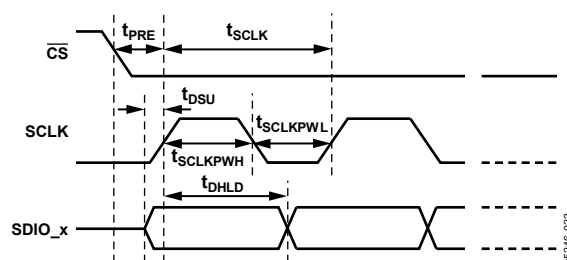 tPRE
tSCLK
CS
tDSU
SCLK
tSCLKPWL
tSCLKPWH
tDHLD
SDIO_x